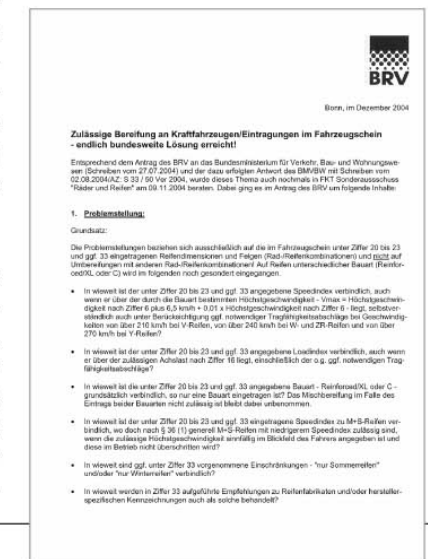 BRV
Bonn, im Dezember 2004
Zulässige Bereifung an Kraftfahrzeugen/Eintragungen im Fahrzeugschein
- endlich bundesweite Lösung erreicht!
Entsprechend dem Antrag des BRV an das Bundesministerium für Verkehr, Bau- und Wohnungswe-
sen (Schreiben vom 27.07.2004) und der dazu erfolgten Antwort des BMVBW mit Schreiben vom
02.08.2004/AZ: S 33 / 60 Ver 2004, wurde dieses Thema auch nochmals in FKT Sonderausschuss
"Räder und Reifen" am 09.11.2004 beraten. Dabei ging es im Antrag des BRV um folgende Inhalte:
1. Problemstellung:
Grundsatz:
Die Problemstellungen beziehen sich ausschließlich auf die im Fahrzeugschein unter Ziffer 20 bis 23
und ggf. 33 eingetragenen Reifendimensionen und Felgen (Rad-/Reifenkombinationen) und nicht auf
Umbereifungen mit anderen Rad-/Reifenkombinationen! Auf Reifen unterschiedlicher Bauart (Reinfor-
ced/XL oder C) wird im folgenden noch gesondert eingegangen.
• In wieweit ist der unter Ziffer 20 bis 23 und ggf. 33 angegebene Speedindex verbindlich, auch
wenn er über der durch die Bauart bestimmten Höchstgeschwindigkeit - Vmax = Höchstgeschwin-
digkeit nach Ziffer 6 plus 6,5 km/h + 0,01 x Höchstgeschwindigkeit nach Ziffer 6 - liegt, selbstver-
ständlich auch unter Berücksichtigung ggf. notwendiger Tragfähigkeitsabschläge bei Geschwindig-
keiten von über 210 km/h bei V-Reifen, von über 240 km/h bei W- und ZR-Reifen und von über
270 km/h bei Y-Reifen?
• In wieweit ist der unter Ziffer 20 bis 23 und ggf. 33 angegebene Loadindex verbindlich, auch wenn
er über der zulässigen Achslast nach Ziffer 16 liegt, einschließlich der o.g. ggf. notwendigen Trag-
fähigkeitsabschläge?
• In wieweit ist die unter Ziffer 20 bis 23 und ggf. 33 angegebene Bauart - Reinforced/XL oder C -
grundsätzlich verbindlich, so nur eine Bauart eingetragen ist? Das Mischbereifung im Falle des
Eintrags beider Bauarten nicht zulässig ist bleibt dabei unbenommen.
• In wieweit ist der unter Ziffer 20 bis 23 und ggf. 33 eingetragene Speedindex zu M+S-Reifen ver-
bindlich, wo doch nach § 36 (1) generell M+S-Reifen mit niedrigerem Speedindex zulässig sind,
wenn die zulässige Höchstgeschwindigkeit sinnfällig im Blickfeld des Fahrers angegeben ist und
diese im Betrieb nicht überschritten wird?
• In wieweit sind ggf. unter Ziffer 33 vorgenommene Einschränkungen - "nur Sommerreifen"
und/oder "nur Winterreifen" verbindlich?
• In wieweit werden in Ziffer 33 aufgeführte Empfehlungen zu Reifenfabrikaten und/oder hersteller-
spezifischen Kennzeichnungen auch als solche behandelt?